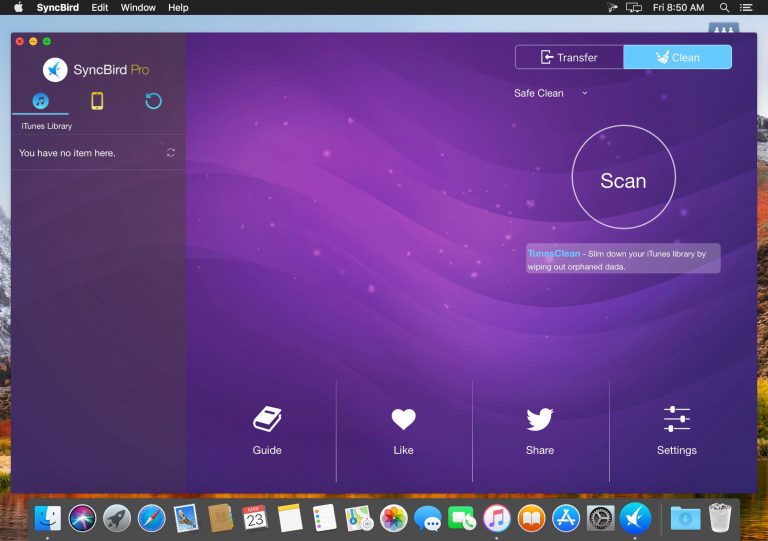 SyncBird Edit Window Help Fri 8:50 AM
SyncBird Pro
Transfer Clean
iTunes Library
Safe Clean
You have no item here.
Scan
TunesClean - Slim down your iTunes library by
wiping out orphaned dada.
Guide Like Share Settings
MAR
23